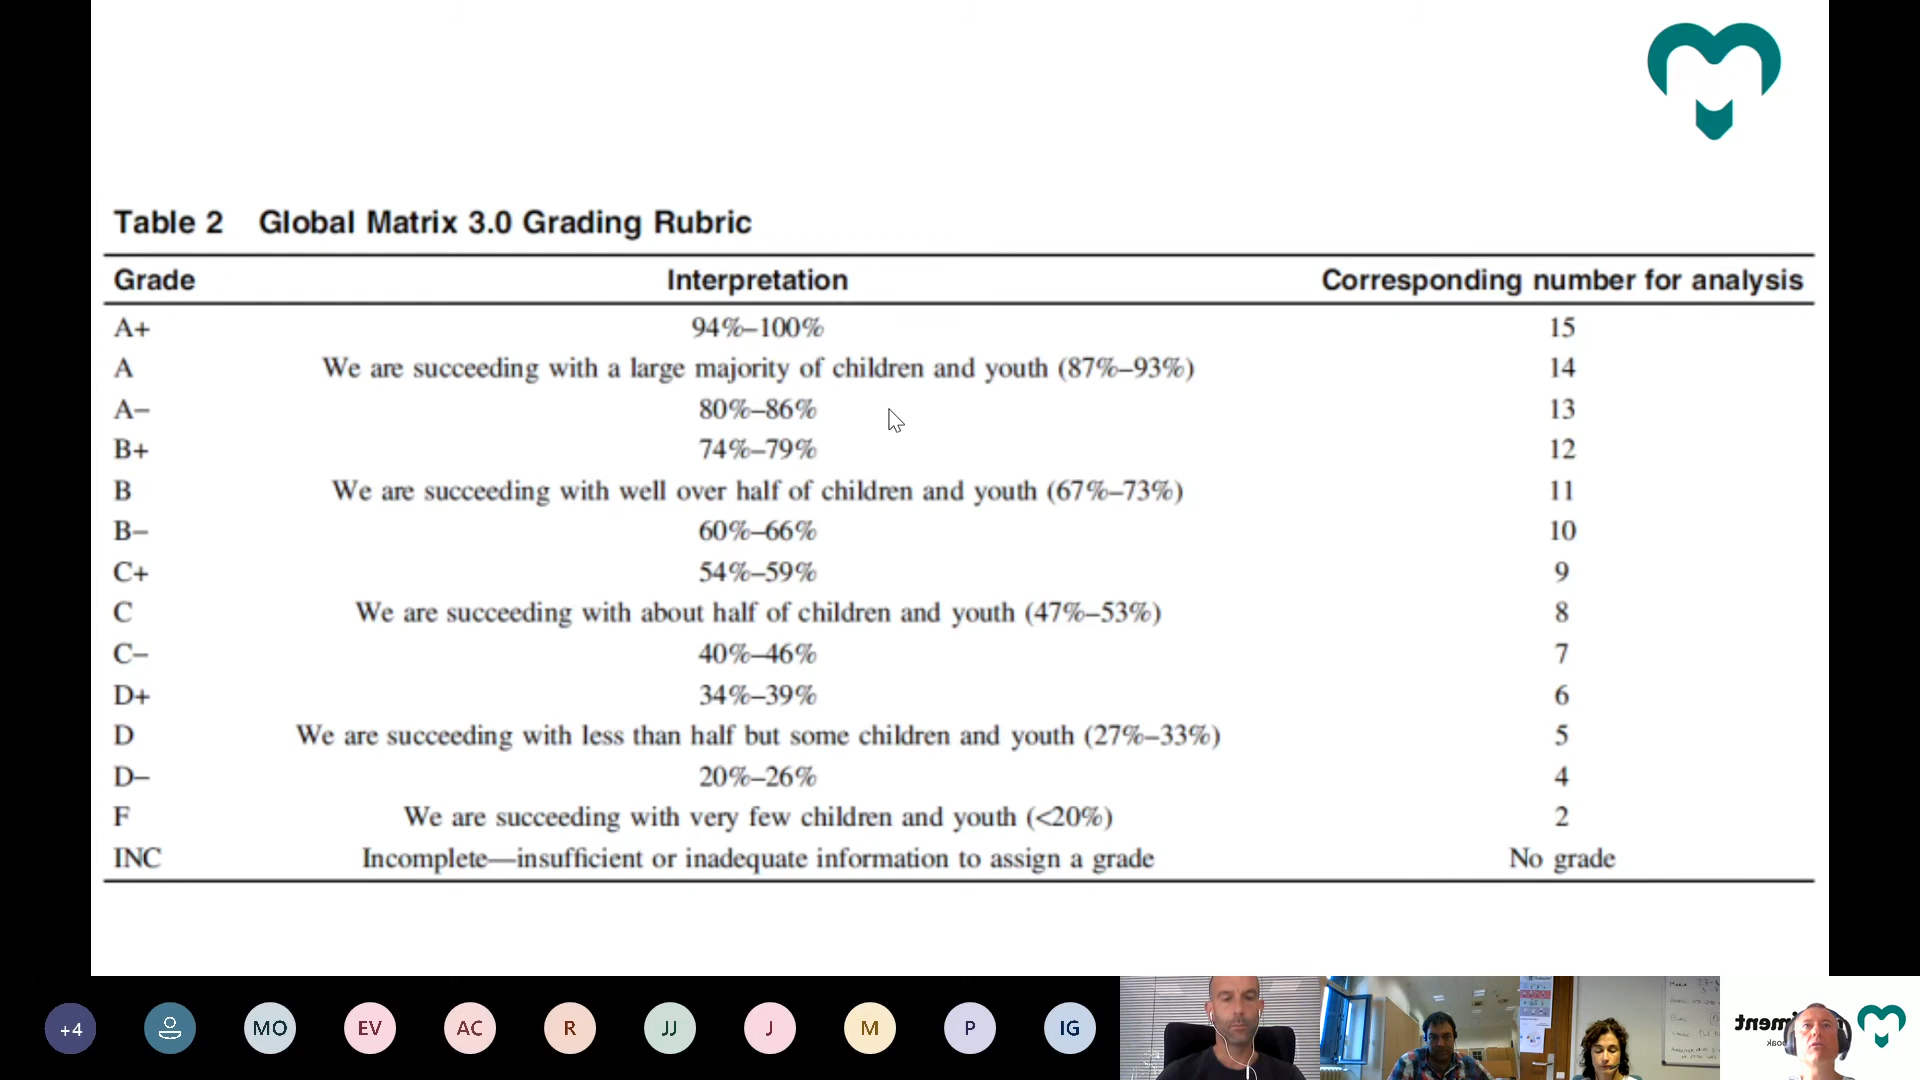 Table 2 Global Matrix 3.0 Grading Rubric
Grade Interpretation Corresponding number for analysis
A+ 94%–100% 15
A We are succeeding with a large majority of children and youth (87%–93%) 14
A– 80%–86% 13
B+ 74%–79% 12
B We are succeeding with well over half of children and youth (67%–73%) 11
B– 60%–66% 10
C+ 54%–59% 9
C We are succeeding with about half of children and youth (47%–53%) 8
C– 40%–46% 7
D+ 34%–39% 6
D We are succeeding with less than half but some children and youth (27%–33%) 5
D– 20%–26% 4
F We are succeeding with very few children and youth (<20%) 2
INC Incomplete—insufficient or inadequate information to assign a grade No grade
+4 MO EV AC R JJ J M P IG